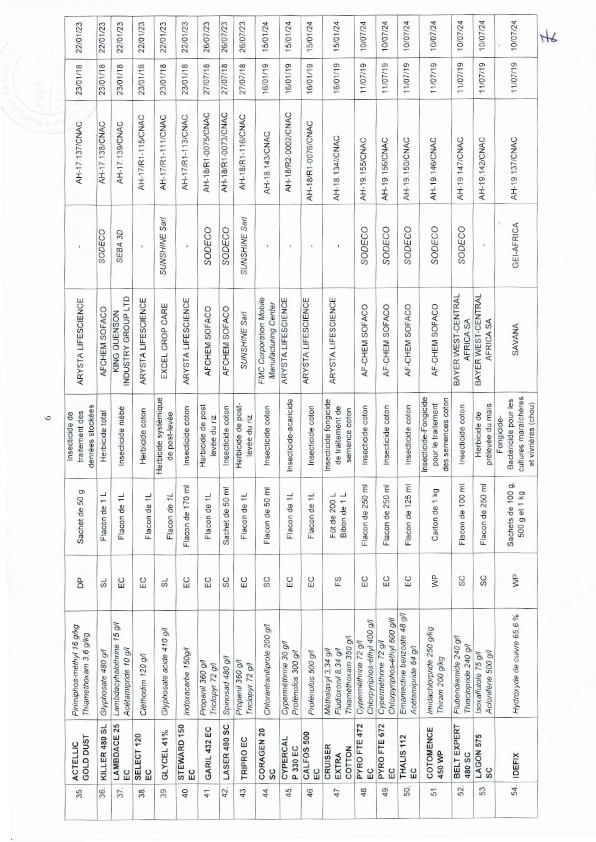 6
35. ACTELLIC GOLD DUST Pirimiphos-méthyl 16 g/kg Thiamethoxam 3,6 g/kg DP Sachet de 50 g Insecticide de traitement des denrées stockées ARYSTA LIFESCIENCE - AH-17 137/CNAC 23/01/18 22/01/23
36. KILLER 480 SL Glyphosate 480 g/l SL Flacon de 1 L Herbicide total AFCHEM SOFACO SODECO AH-17 138/CNAC 23/01/18 22/01/23
37. LAMBDACE 25 EC Lambdacyhalothrine 15 g/l Acétamipride 10 g/l EC Flacon de 1L Insecticide niébé KING QUENSON INDUSTRY GROUP LTD SEBA 3D AH-17 139/CNAC 23/01/18 22/01/23
38. SELECT 120 EC Cléthodim 120 g/l EC Flacon de 1L Herbicide coton ARYSTA LIFESCIENCE - AH-17/R1-115/CNAC 23/01/18 22/01/23
39. GLYCEL 41% Glyphosate acide 410 g/l SL Flacon de 1L Herbicide systémique de post-levée EXCEL CROP CARE SUNSHINE Sarl AH-17/R1-111/CNAC 23/01/18 22/01/23
40. STEWARD 150 EC Indoxacarbe 150g/l EC Flacon de 170 ml Insecticide coton ARYSTA LIFESCIENCE - AH-17/R1-113/CNAC 23/01/18 22/01/23
41. GARIL 432 EC Propanil 360 g/l Triclopyr 72 g/l EC Flacon de 1L Herbicide de post levée du riz AFCHEM SOFACO SODECO AH-18/R1-0075/CNAC 27/07/18 26/07/23
42. LASER 480 SC Spinosad 480 g/l SC Sachet de 50 ml Insecticide coton AFCHEM SOFACO SODECO AH-18/R1-0073/CNAC 27/07/18 26/07/23
43. TRIPRO EC Propanil 360 g/l Triclopyr 72 g/l EC Flacon de 1L Herbicide de post-levée du riz SUNSHINE Sarl SUNSHINE Sarl AH-18/R1-116/CNAC 27/07/18 26/07/23
44. CORAGEN 20 SC Chlorantraniliprole 200 g/l SC Flacon de 50 ml Insecticide coton FMC Corporation Mobile Manufacturing Center - AH-18.143/CNAC 16/01/19 15/01/24
45. CYPERCAL P 330 EC Cyperméthrine 30 g/l Profénofos 300 g/l EC Flacon de 1L Insecticide-acaricide ARYSTA LIFESCIENCE - AH-18/R2-0002/CNAC 16/01/19 15/01/24
46 CALFOS 500 EC Profénofos 500 g/l EC Flacon de 1L Insecticide coton ARYSTA LIFESCIENCE - AH-18/R1-0076/CNAC 16/01/19 15/01/24
47 CRUISER EXTRA COTTON Métalaxyl 3,34 g/l Fludioxonil 8,34 g/l Thiaméthoxam 350 g/l FS Fût de 200 L Bibon de 1 L Insecticide fongicide de traitement de semence coton ARYSTA LIFESCIENCE - AH-18.134/CNAC 16/01/19 15/01/24
48. PYRO FTE 472 EC Cyperméthrine 72 g/l Chlorpyriphos-éthyl 400 g/l EC Flacon de 250 ml Insecticide coton AF-CHEM SOFACO SODECO AH-19.155/CNAC 11/07/19 10/07/24
49. PYRO FTE 672 EC Cyperméthrine 72 g/l Chlorpyriphos-éthyl 600 g/l EC Flacon de 250 ml Insecticide coton AF-CHEM SOFACO SODECO AH-19.156/CNAC 11/07/19 10/07/24
50. THALIS 112 EC Emamectine benzoate 48 g/l Acétamipride 64 g/l EC Flacon de 125 ml Insecticide coton AF-CHEM SOFACO SODECO AH-19.150/CNAC 11/07/19 10/07/24
51. COTOMENCE 450 WP Imidachlorpride 250 g/kg Thiram 200 g/kg WP Carton de 1 kg Insecticide-Fongicide pour le traitement des semences coton AF-CHEM SOFACO SODECO AH-19.146/CNAC 11/07/19 10/07/24
52. BELT EXPERT 480 SC Flubendiamide 240 g/l Thiaclopride 240 g/l SC Flacon de 100 ml Insecticide coton BAYER WEST-CENTRAL AFRICA SA SODECO AH-19.147/CNAC 11/07/19 10/07/24
53. LAGON 575 SC Isoxaflutole 75 g/l Aclonifène 500 g/l SC Flacon de 250 ml Herbicide de prélevée du maïs BAYER WEST-CENTRAL AFRICA SA - AH-19.142/CNAC 11/07/19 10/07/24
54. IDEFIX Hydroxyde de cuivre 65,6 % WP Sachets de 100 g, 500 g et 1 kg Fongicide-Bactéricide pour les cultures maraîchères et vivrières (chou) SAVANA GEI-AFRICA AH-19.137/CNAC 11/07/19 10/07/24